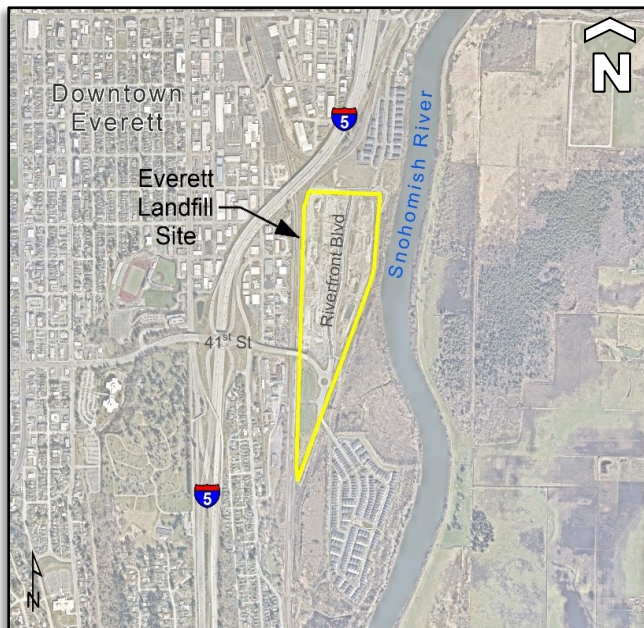 N
Downtown
Everett
5
Everett
Landfill
Site
Snohomish River
Riverfront Blvd
41st St
5
N